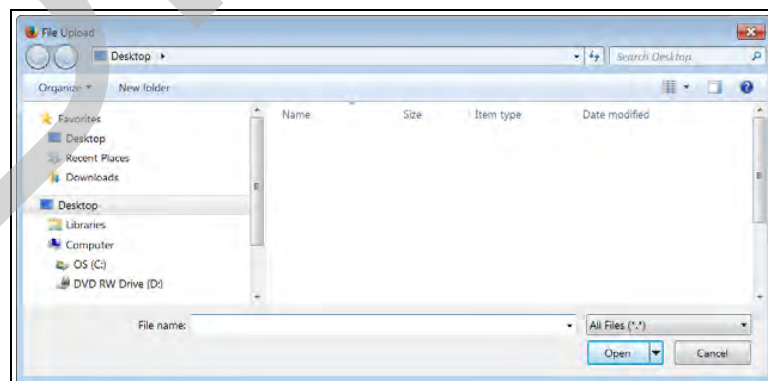 File Upload
Desktop
Search Desktop
Organize
New folder
Name Size Item type Date modified
Favorites
Desktop
Recent Places
Downloads
Desktop
Libraries
Computer
OS (C:)
DVD RW Drive (D:)
File name:
All Files (*.*)
Open
Cancel